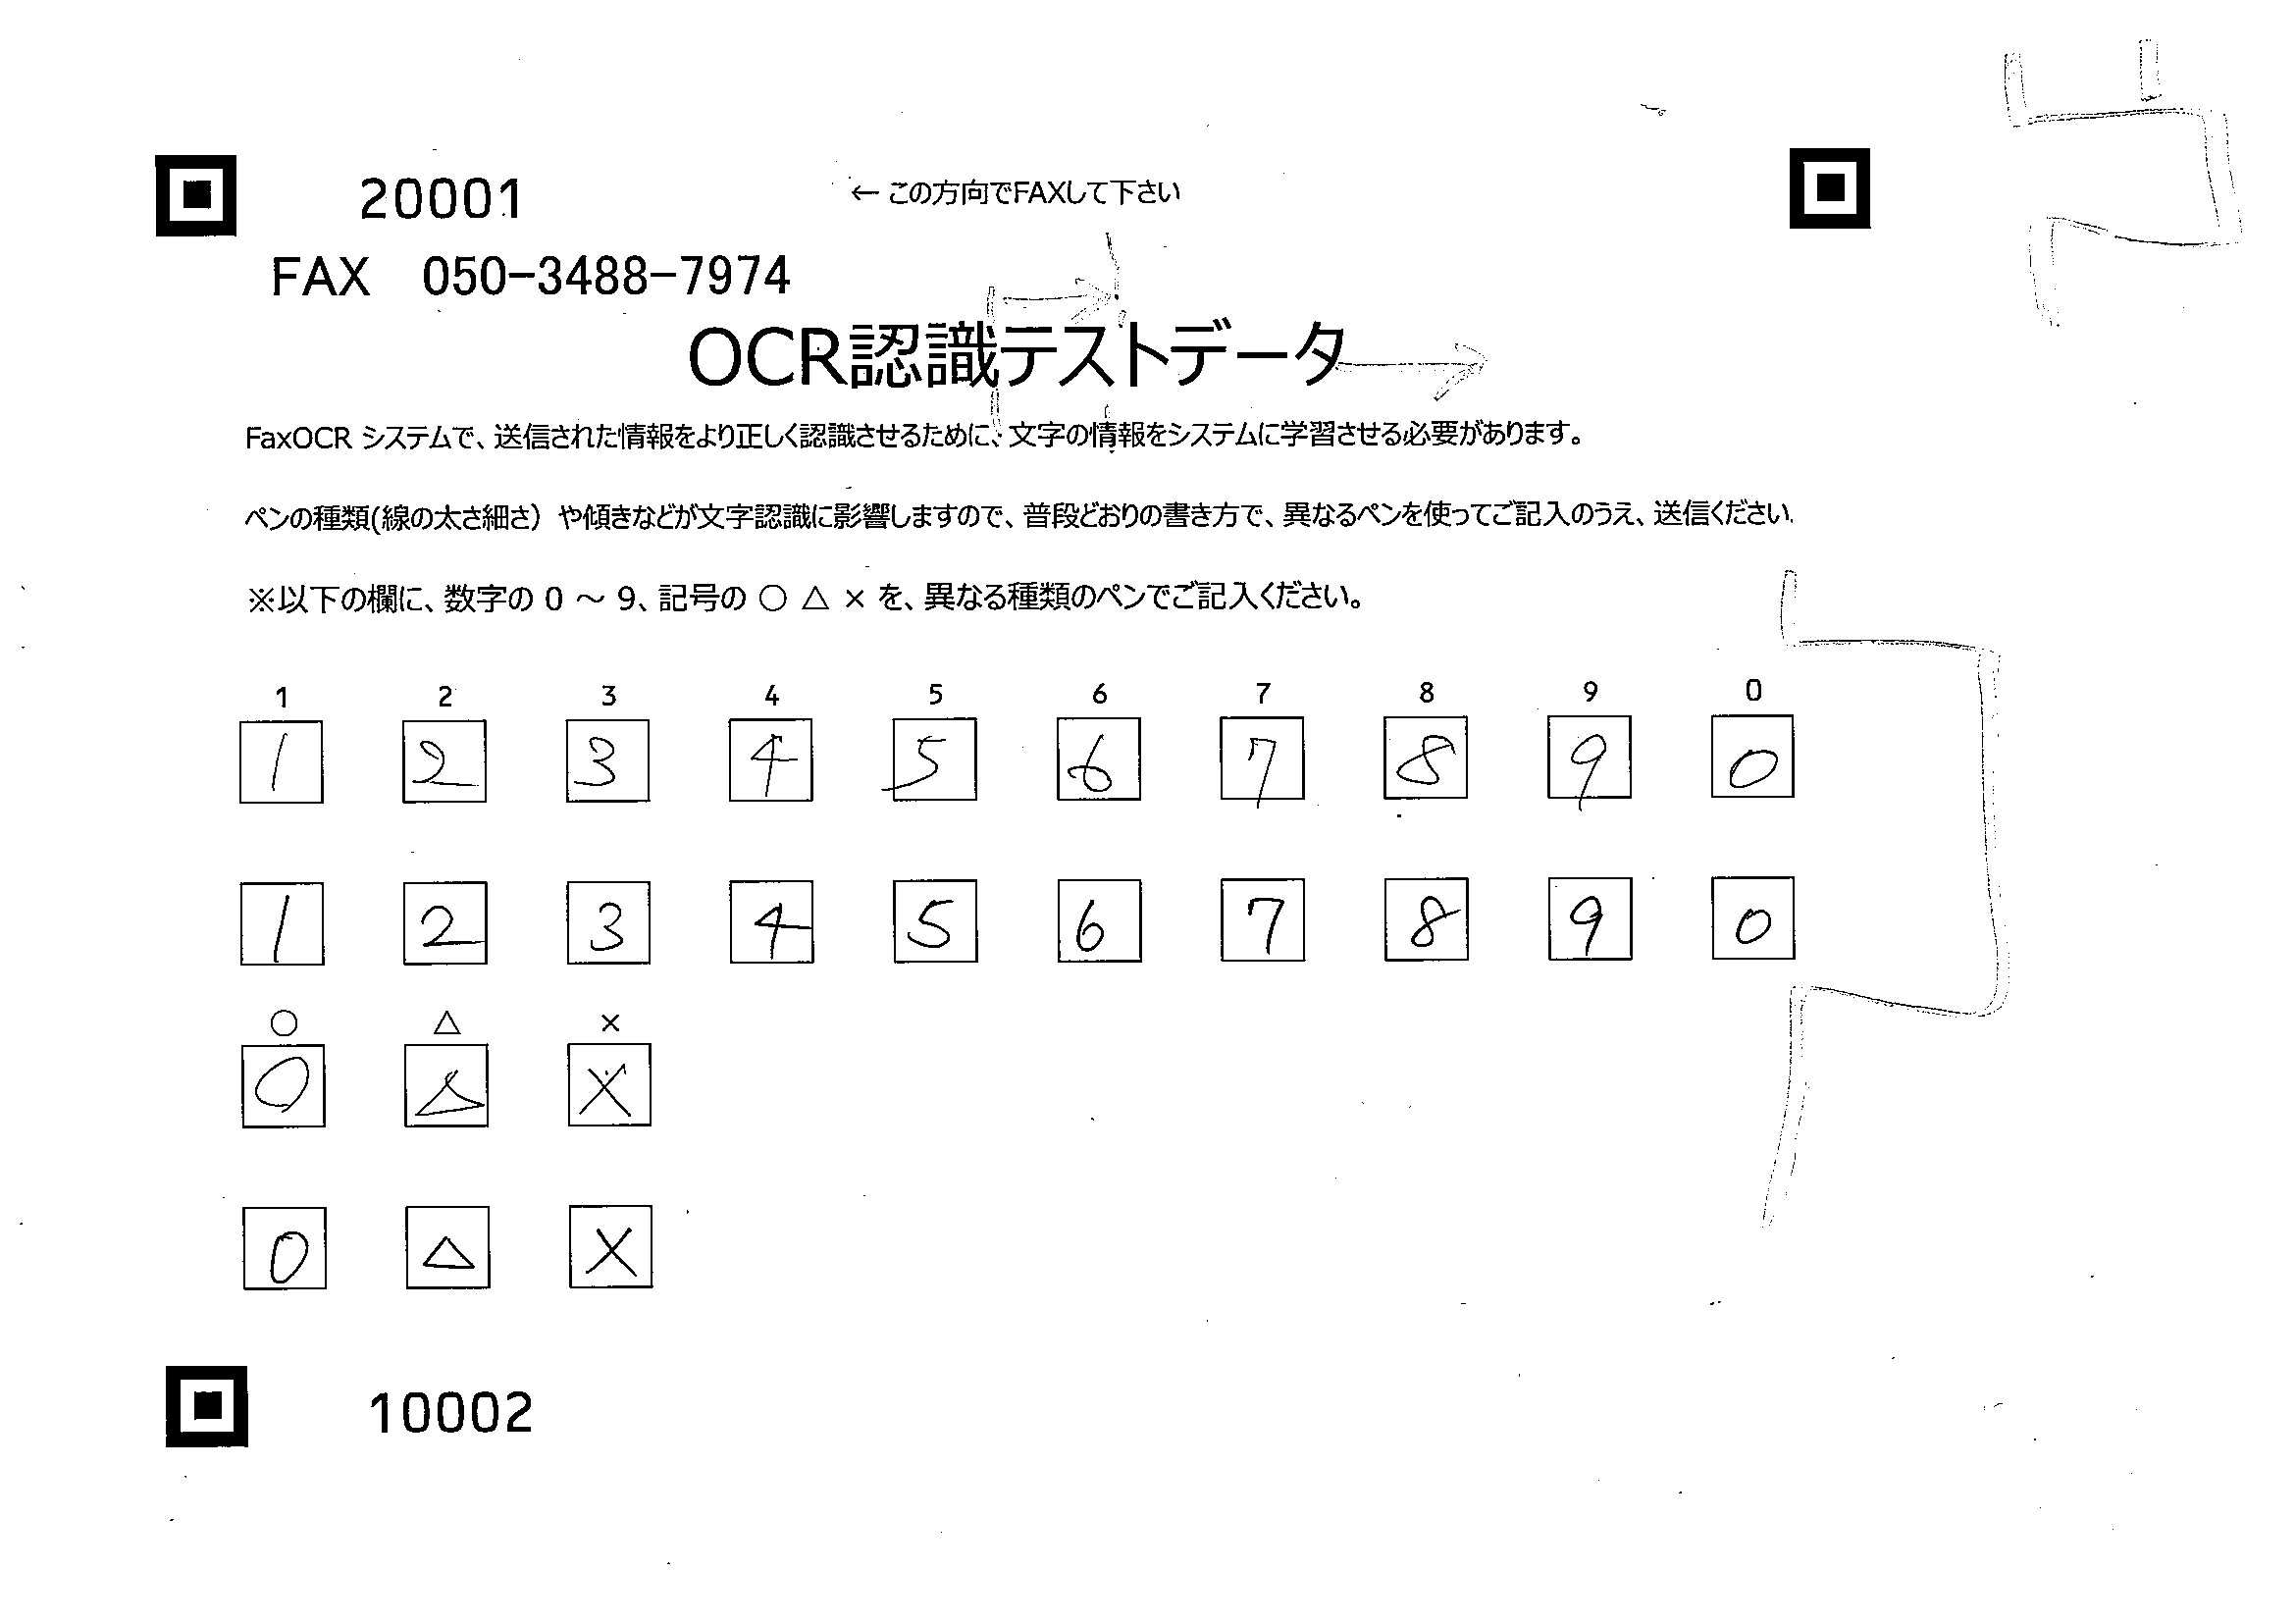 20001 ← この方向でFAXして下さい
FAX 050-3488-7974
OCR認識テストデータ
FaxOCR システムで、送信された情報をより正しく認識させるために、文字の情報をシステムに学習させる必要があります。
ペンの種類(線の太さ細さ）や傾きなどが文字認識に影響しますので、普段どおりの書き方で、異なるペンを使ってご記入のうえ、送信ください.
※以下の欄に、数字の 0 ～ 9、記号の ○ △ × を、異なる種類のペンでご記入ください。
1 2 3 4 5 6 7 8 9 0
1 2 3 4 5 6 7 8 9 0
1 2 3 4 5 6 7 8 9 0
○ △ ×
○ △ ×
○ △ ×
10002